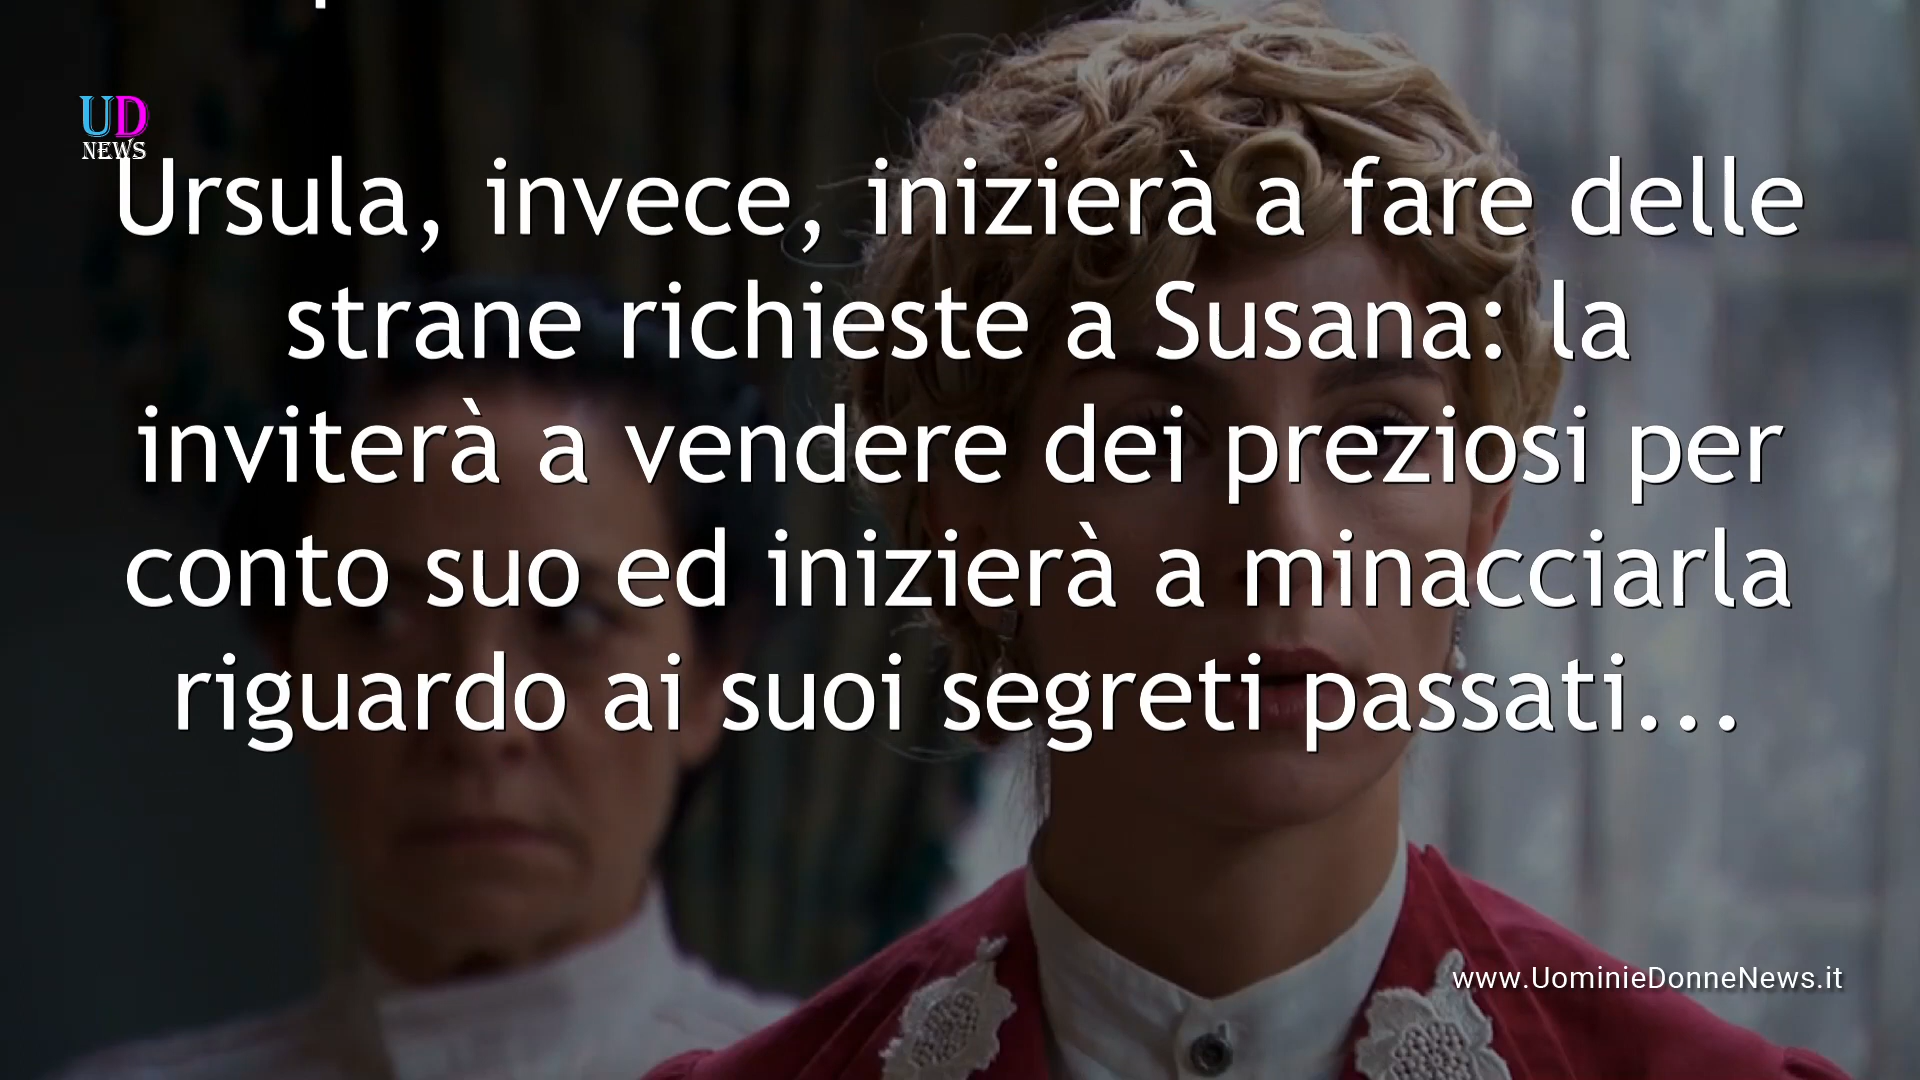 UD
NEWS
Ursula, invece, inizierà a fare delle
strane richieste a Susana: la
inviterà a vendere dei preziosi per
conto suo ed inizierà a minacciarla
riguardo ai suoi segreti passati...
www.UominieDonneNews.it